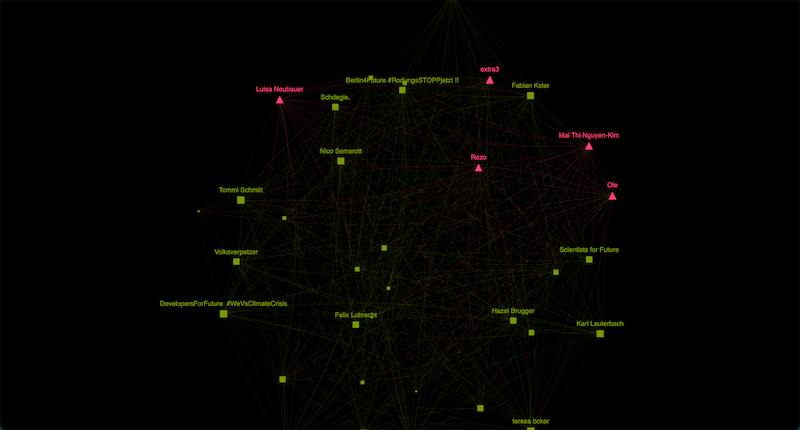 extra3
Berlin4Future #RodungsSTOPPjetzt !!
Luisa Neubauer
Fabian Kster
Schdegie.
Mai Thi Nguyen-Kim
Nico Semsrott
Rezo
Ole
Tommi Schmitt
Volksverpetzer
Scientists for Future
DevelopersForFuture #WeVsClimateCrisis
Felix Lobrecht
Hazel Brugger
Karl Lauterbach
teresa bcker